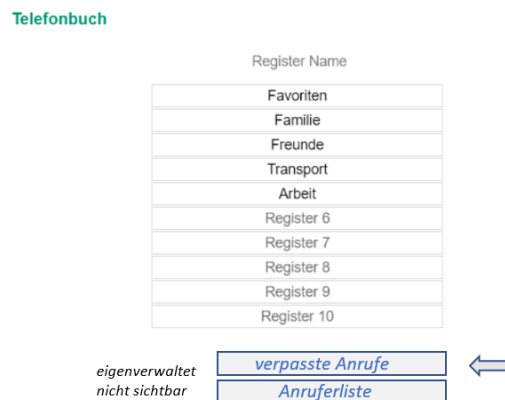 Telefonbuch
Register Name
Favoriten
Familie
Freunde
Transport
Arbeit
Register 6
Register 7
Register 8
Register 9
Register 10
eigenverwaltet
nicht sichtbar
verpasste Anrufe
Anruferliste